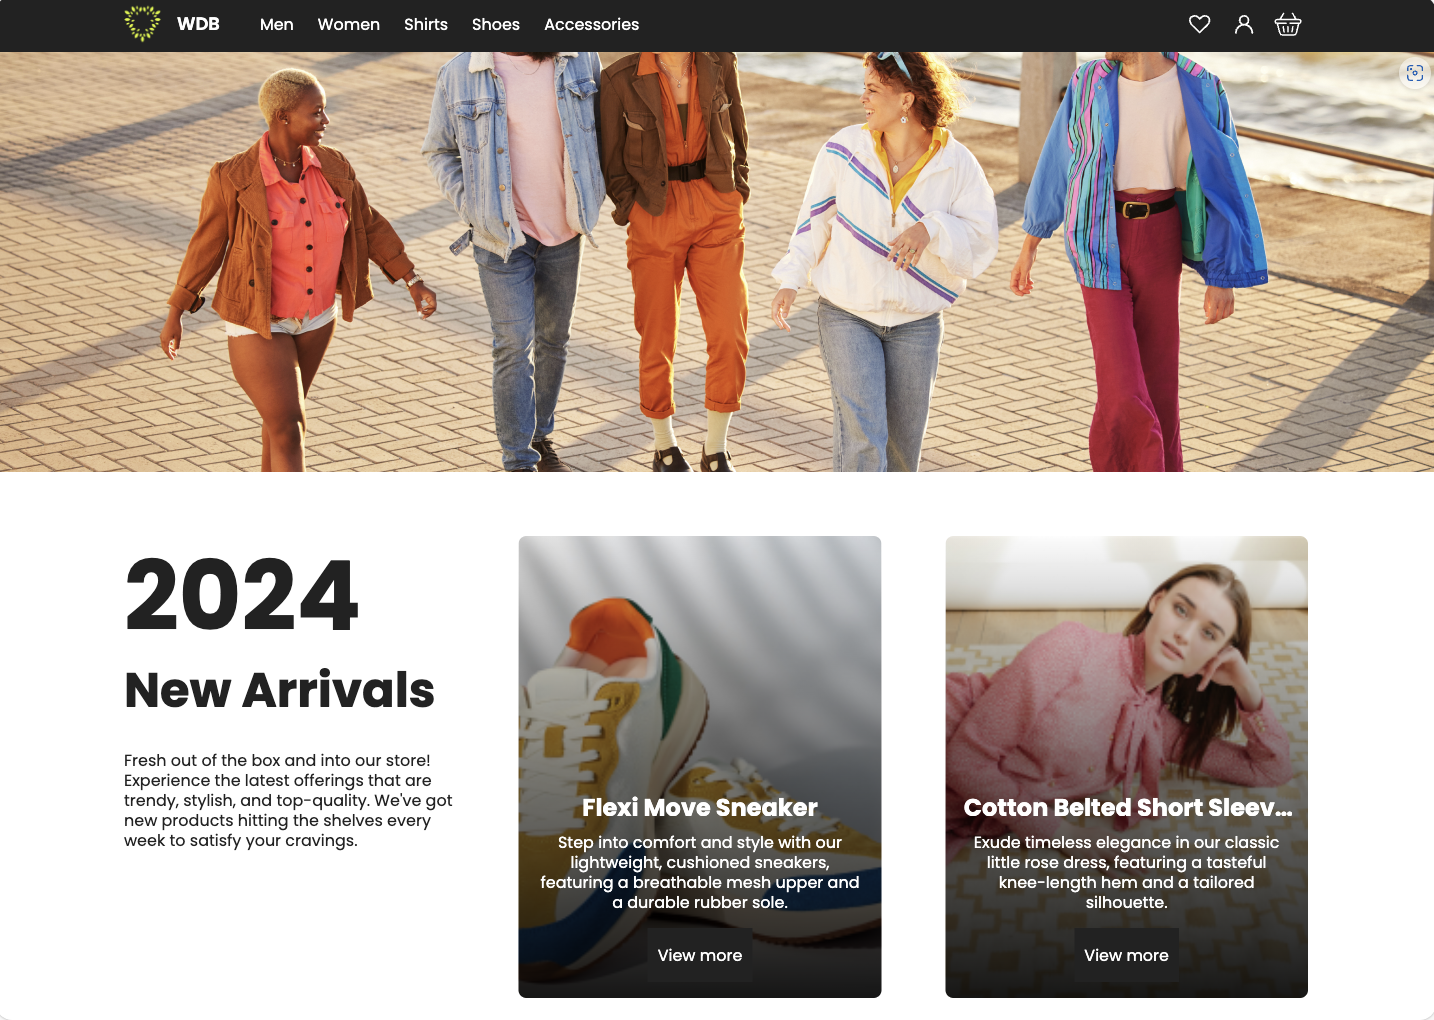 WDB Men Women Shirts Shoes Accessories
2024
New Arrivals
Fresh out of the box and into our store!
Experience the latest offerings that are
trendy, stylish, and top-quality. We've got
new products hitting the shelves every
week to satisfy your cravings.
Flexi Move Sneaker
Step into comfort and style with our
lightweight, cushioned sneakers,
featuring a breathable mesh upper and
a durable rubber sole.
View more
Cotton Belted Short Sleev...
Exude timeless elegance in our classic
little rose dress, featuring a tasteful
knee-length hem and a tailored
silhouette.
View more